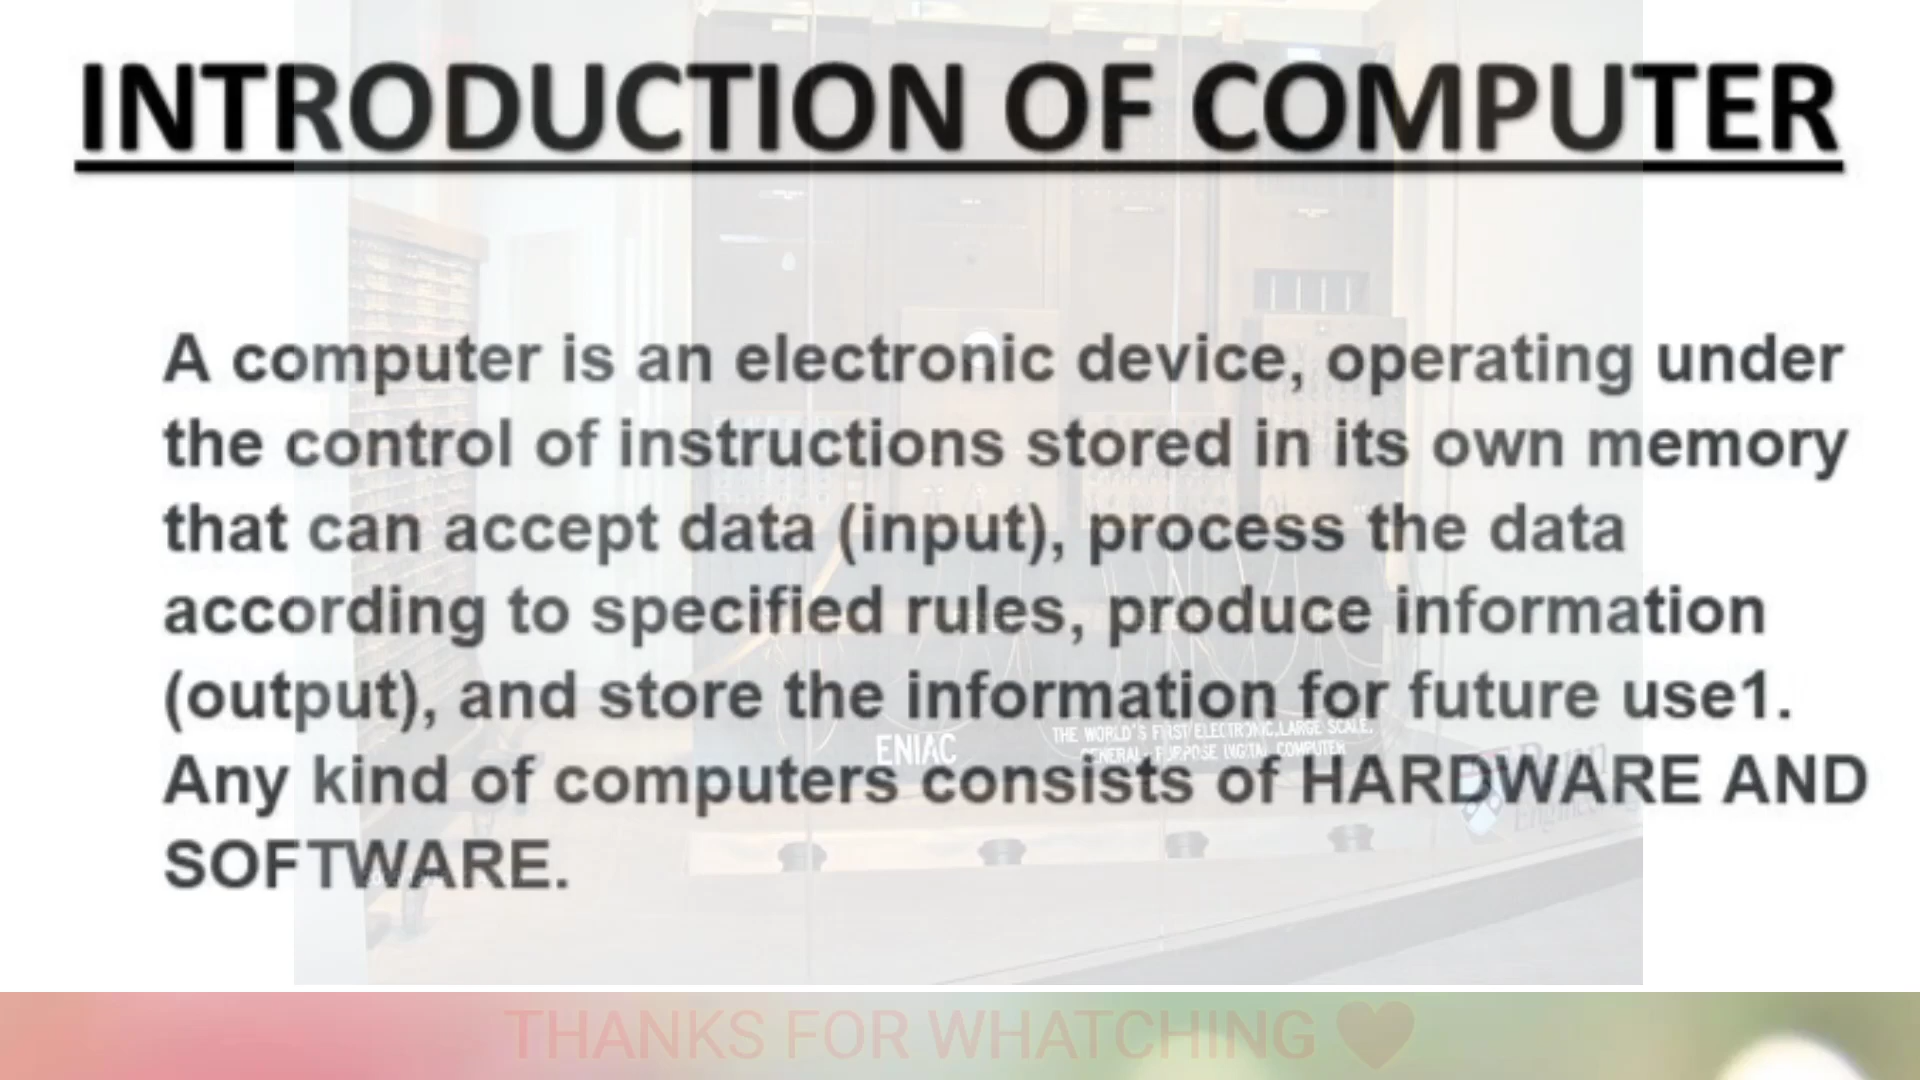 INTRODUCTION OF COMPUTER
A computer is an electronic device, operating under
the control of instructions stored in its own memory
that can accept data (input), process the data
according to specified rules, produce information
(output), and store the information for future use1.
ENIAC
THE WORLD'S FIRST ELECTRONIC, LARGE SCALE,
GENERAL-PURPOSE DIGITAL COMPUTER
Any kind of computers consists of HARDWARE AND
Penn
Engineering
SOFTWARE.
THANKS FOR WHATCHING ❤